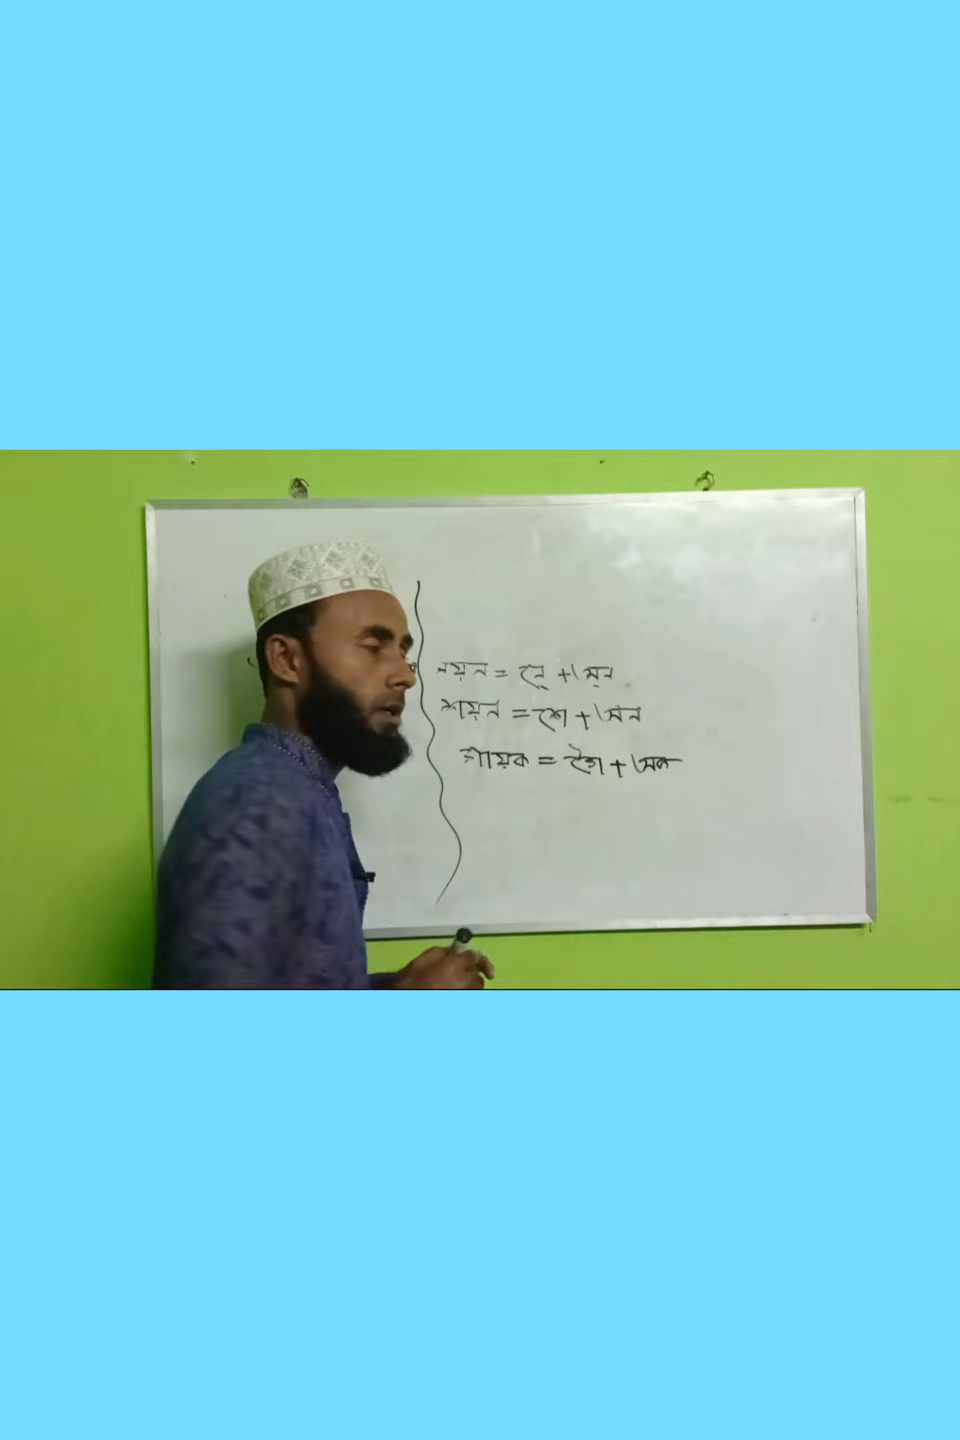 নয়ন = নে + অন
শয়ন = শে + অন
গায়ক = গৈ + অক